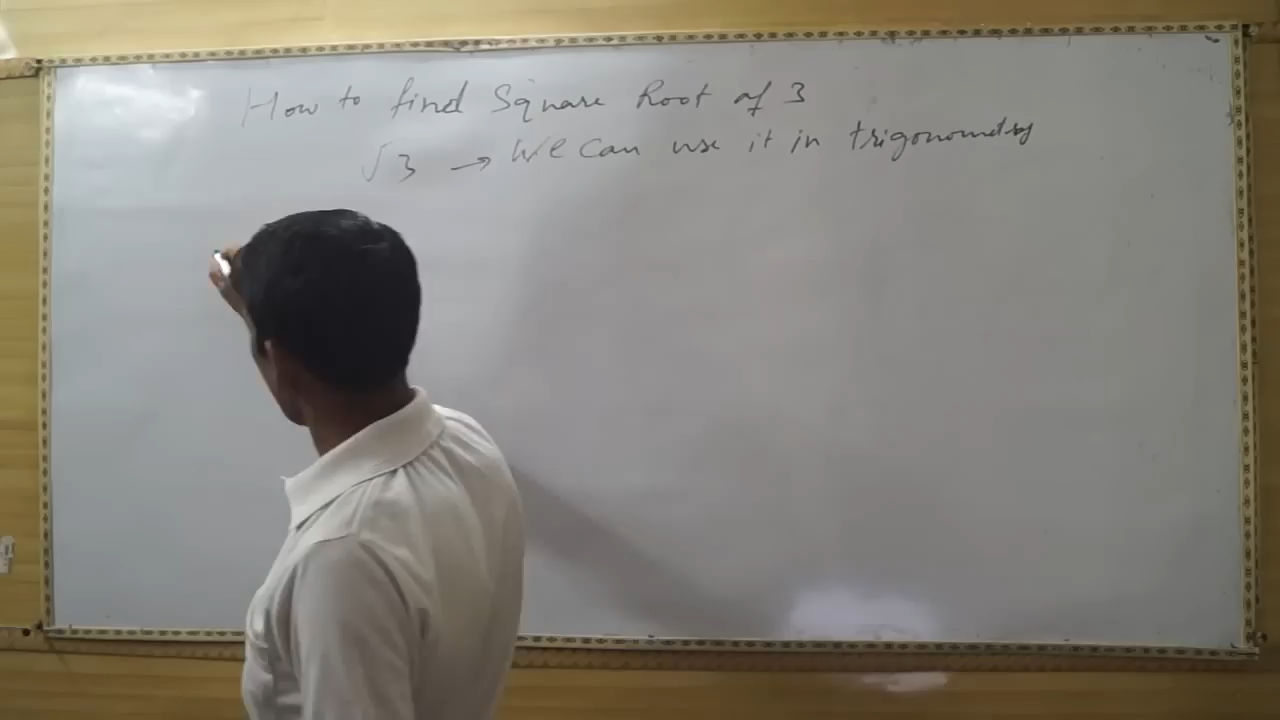 How to find Square Root of 3
√3 → We can use it in trigonometry